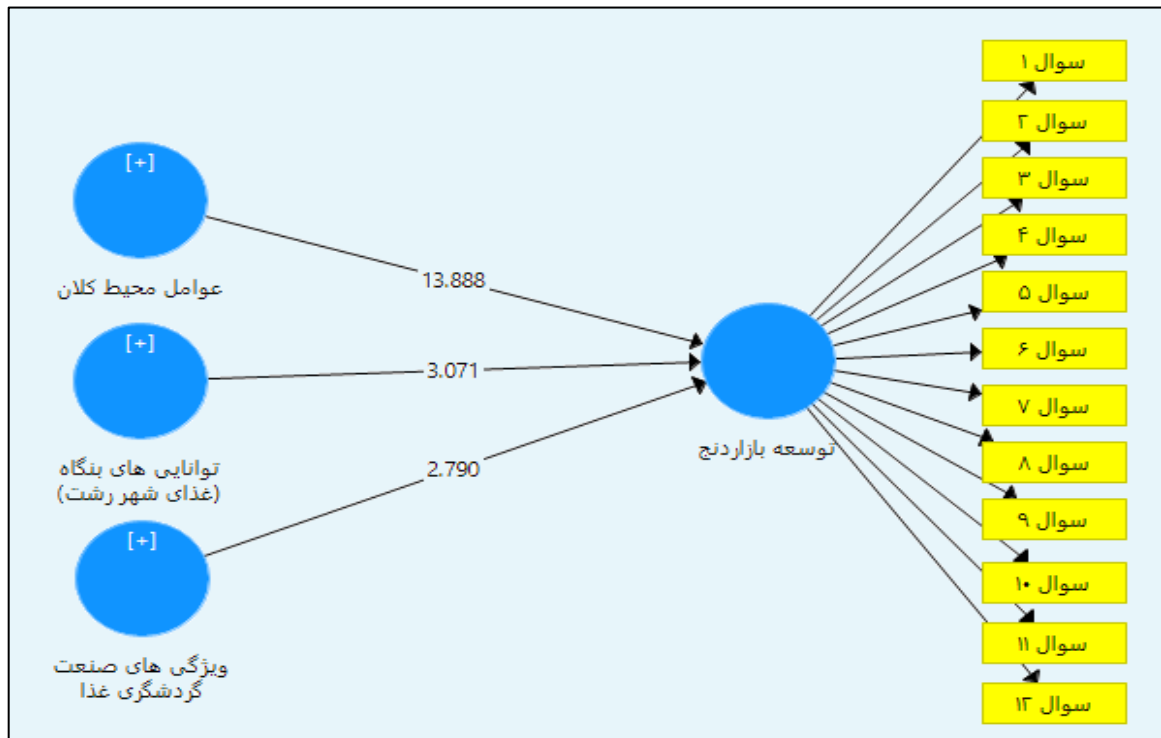 [+]
عوامل محیط کلان
[+]
توانایی های بنگاه
(غذای شهر رشت)
[+]
ویژگی های صنعت
گردشگری غذا
13.888
3.071
2.790
توسعه بازاردنج
سوال ۱
سوال ۲
سوال ۳
سوال ۴
سوال ۵
سوال ۶
سوال ۷
سوال ۸
سوال ۹
سوال ۱۰
سوال ۱۱
سوال ۱۲